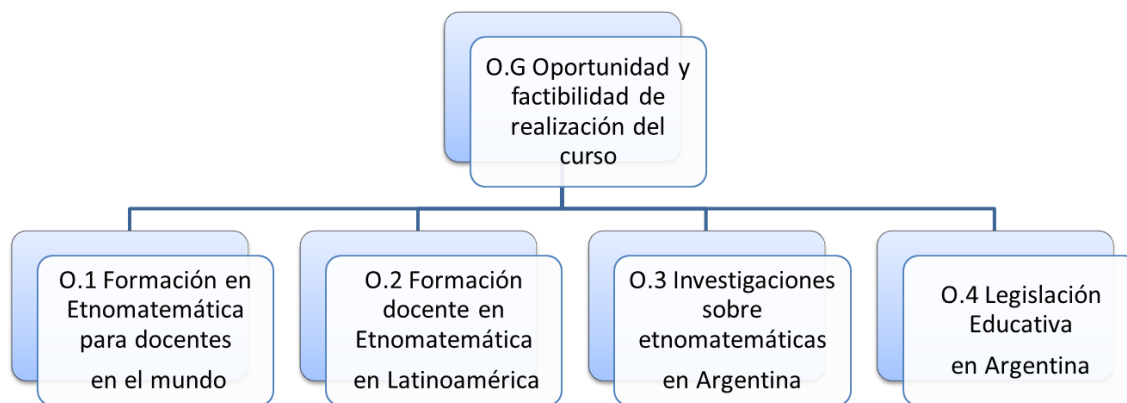 O.G Oportunidad y
factibilidad de
realización del
curso
O.1 Formación en
Etnomatemática
para docentes
en el mundo
O.2 Formación
docente en
Etnomatemática
en Latinoamérica
O.3 Investigaciones
sobre
etnomatemáticas
en Argentina
O.4 Legislación
Educativa
en Argentina